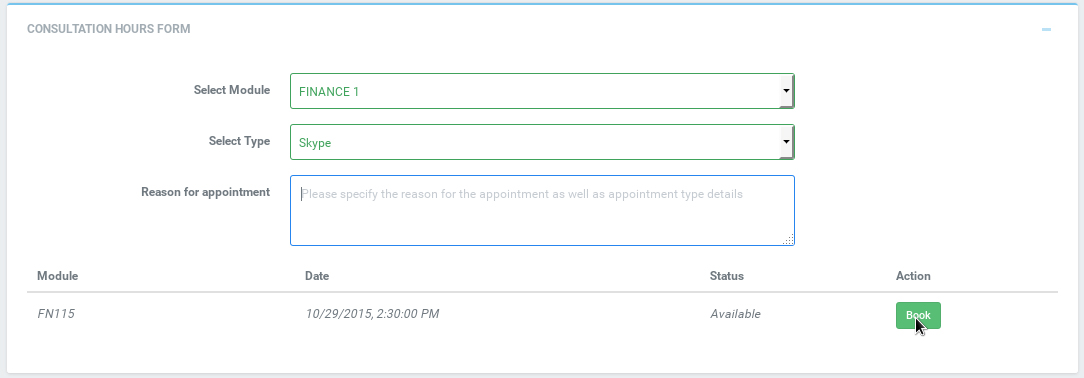 CONSULTATION HOURS FORM
Select Module FINANCE 1
Select Type Skype
Reason for appointment Please specify the reason for the appointment as well as appointment type details
Module Date Status Action
FN115 10/29/2015, 2:30:00 PM Available Book